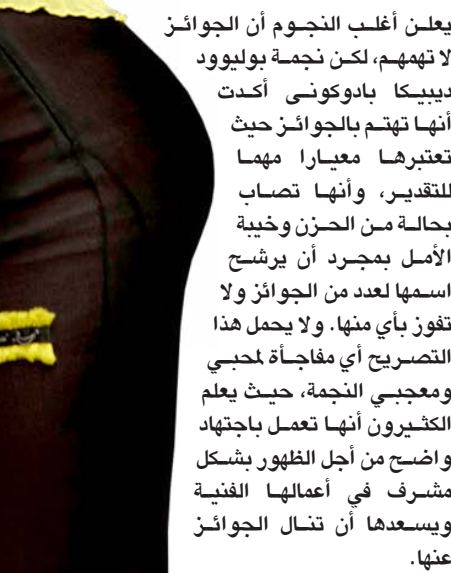 يعلن أغلب النجوم أن الجوائز
لا تهمهم، لكن نجمة بوليوود
ديبيكا بادوكونى أكدت
أنها تهتم بالجوائز حيث
تعتبرها معيارا مهما
للتقدير، وأنها تصاب
بحالة من الحزن وخيبة
الأمل بمجرد أن يرشح
اسمها لعدد من الجوائز ولا
تفوز بأي منها. ولا يحمل هذا
التصريح أي مفاجأة لمحبي
ومعجبي النجمة، حيث يعلم
الكثيرون أنها تعمل باجتهاد
واضح من أجل الظهور بشكل
مشرف في أعمالها الفنية
ويسعدها أن تنال الجوائز
عنها.